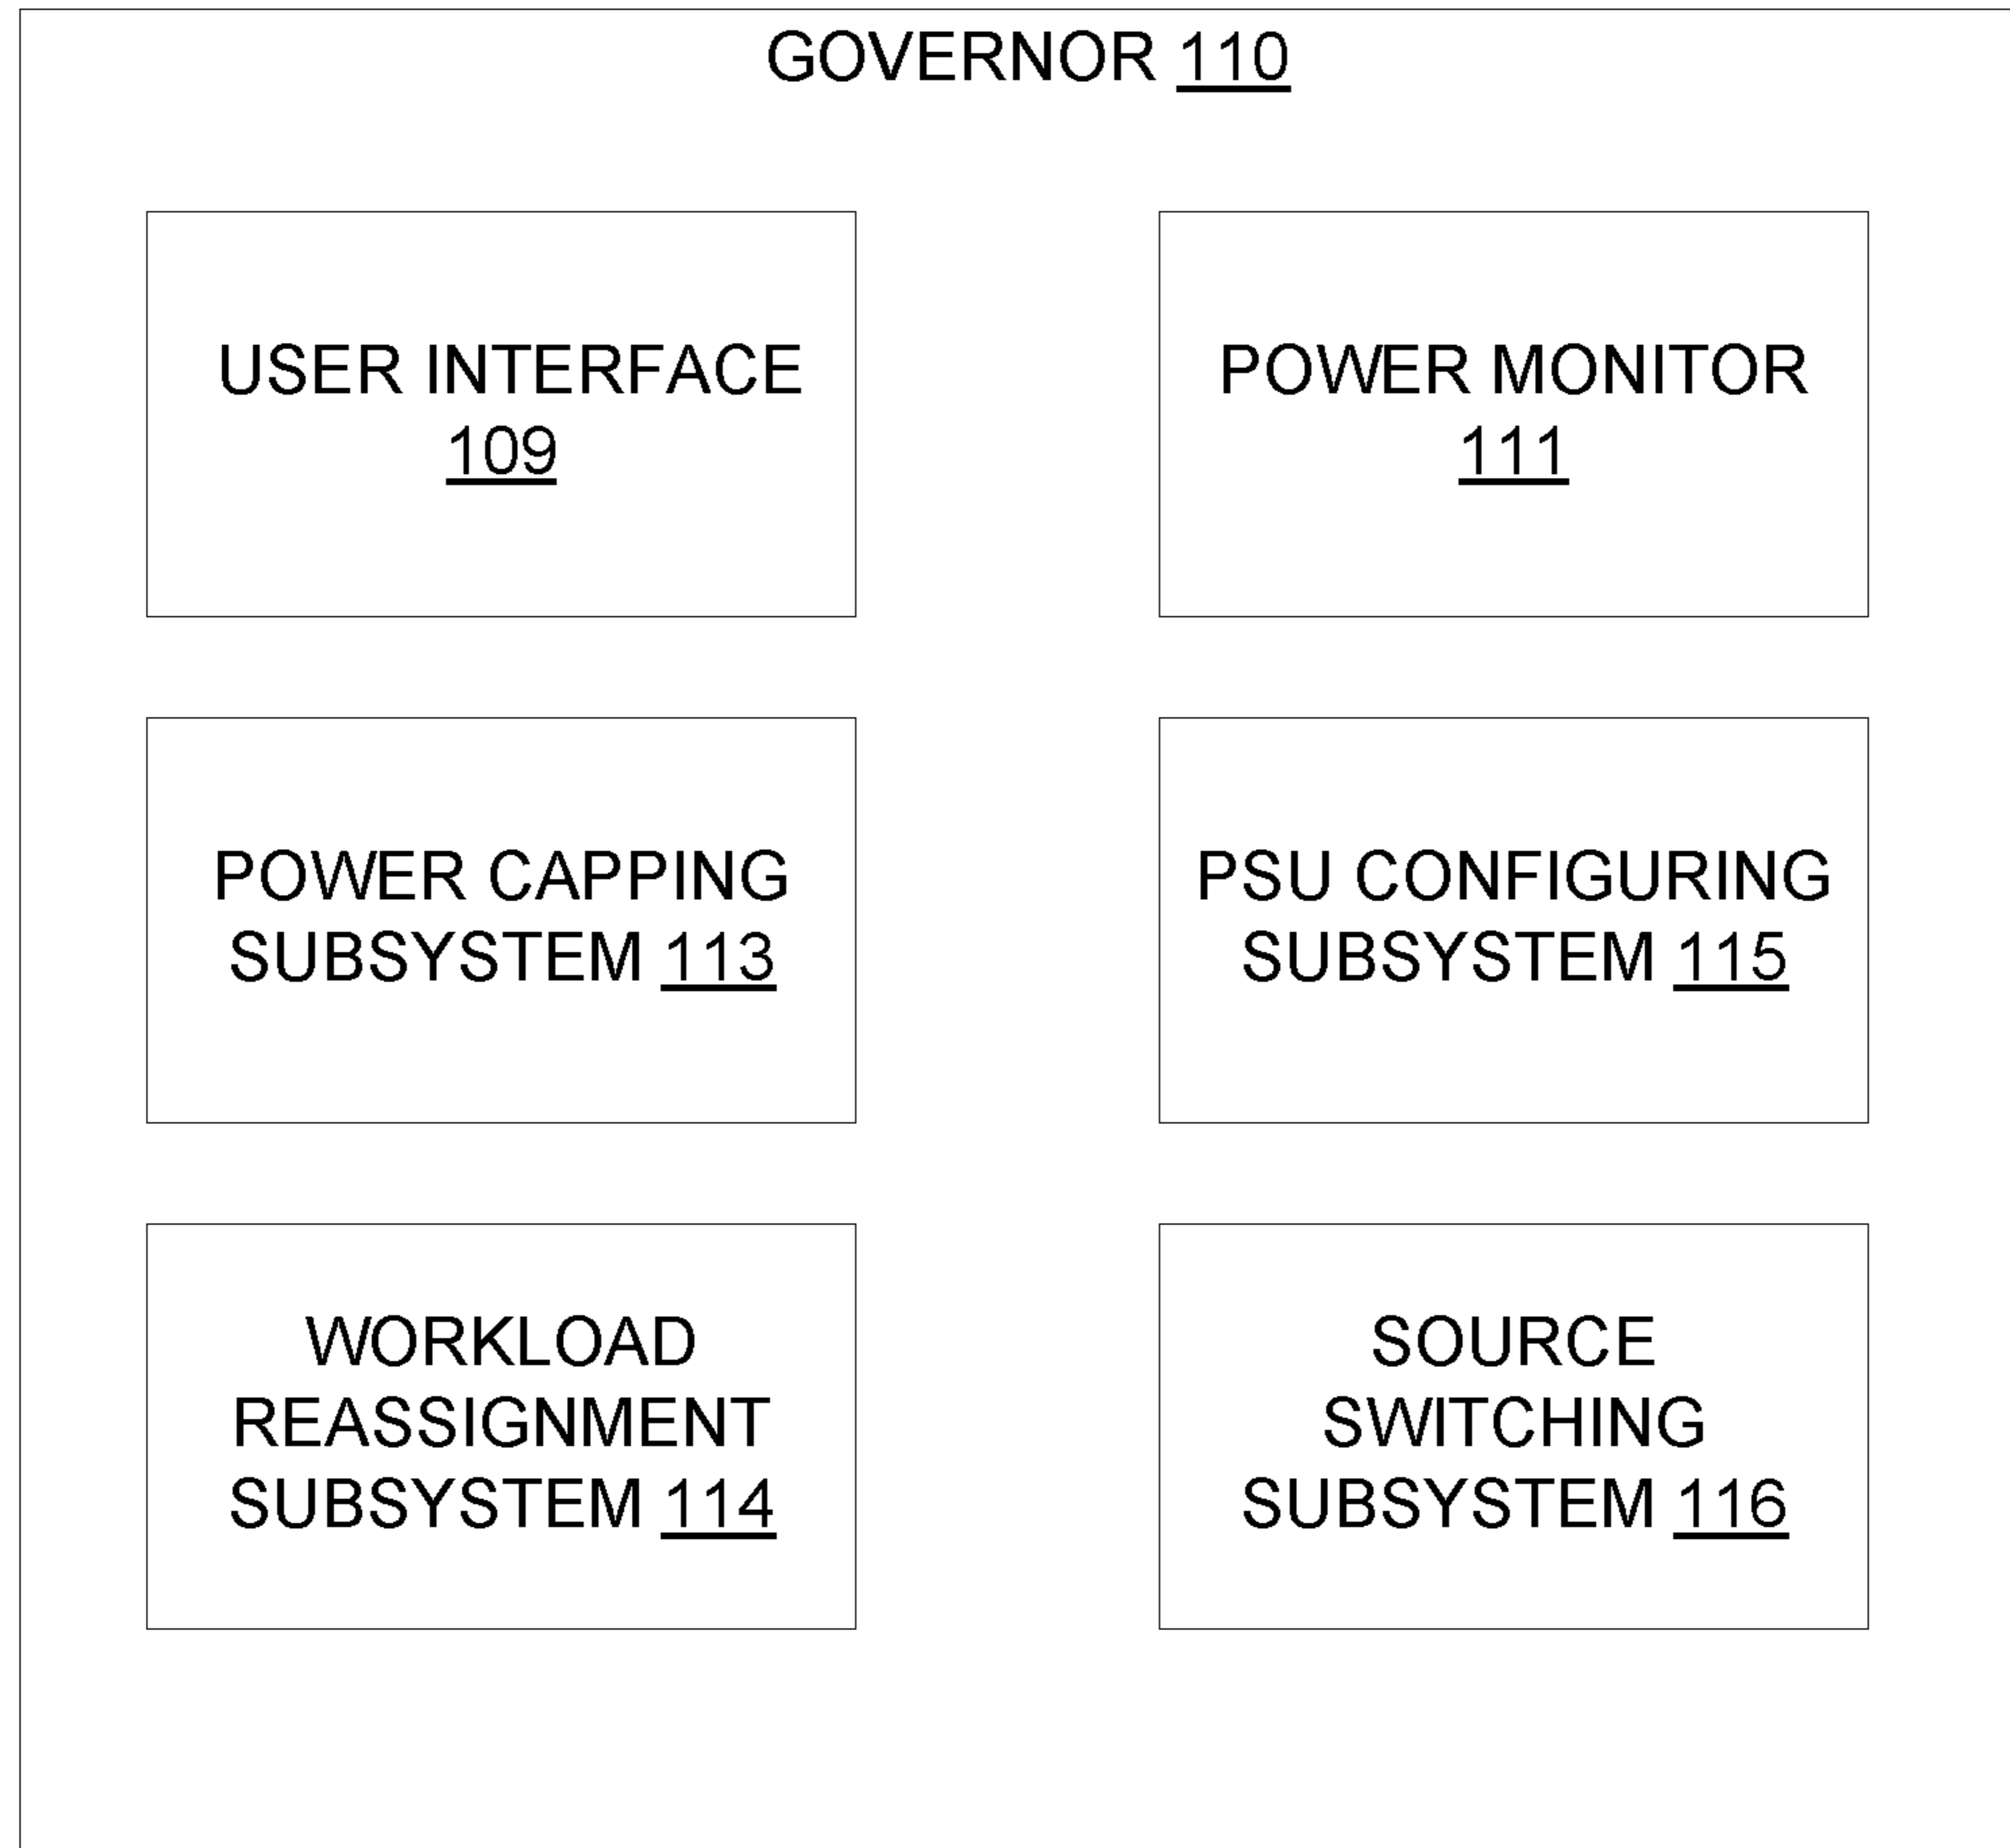 GOVERNOR 110
USER INTERFACE
109
POWER MONITOR
111
POWER CAPPING
SUBSYSTEM 113
PSU CONFIGURING
SUBSYSTEM 115
WORKLOAD
REASSIGNMENT
SUBSYSTEM 114
SOURCE
SWITCHING
SUBSYSTEM 116